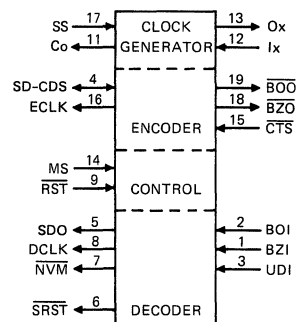 SS 17 CLOCK 13 Ox
Co 11 GENERATOR 12 Ix
SD-CDS 4 19 BOO
ECLK 16 18 BZO
ENCODER 15 CTS
MS 14
RST 9 CONTROL
SDO 5 2 BOI
DCLK 8 1 BZI
NVM 7 3 UDI
SRST 6 DECODER